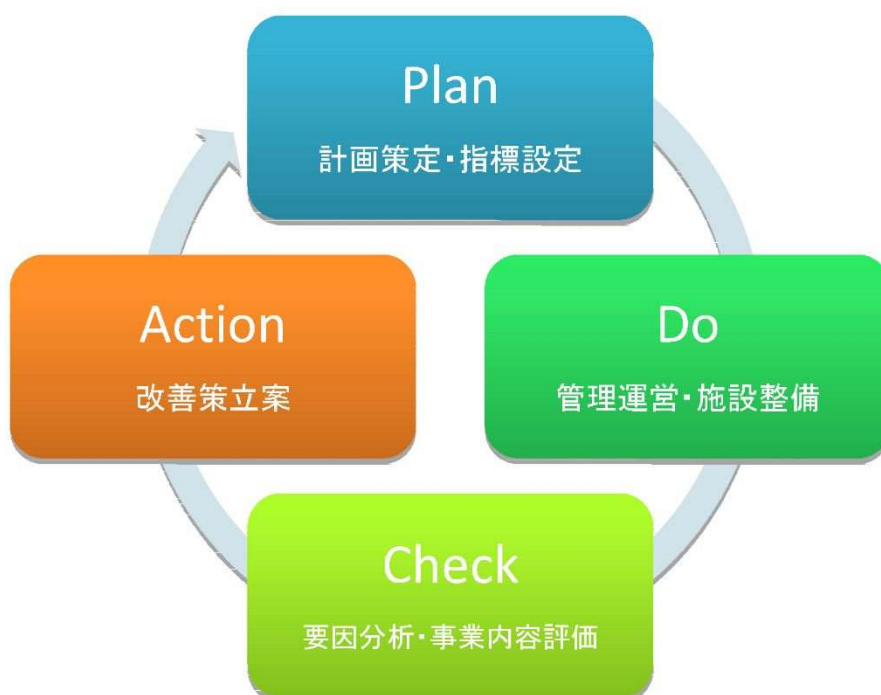 Plan
計画策定・指標設定
Do
管理運営・施設整備
Check
要因分析・事業内容評価
Action
改善策立案